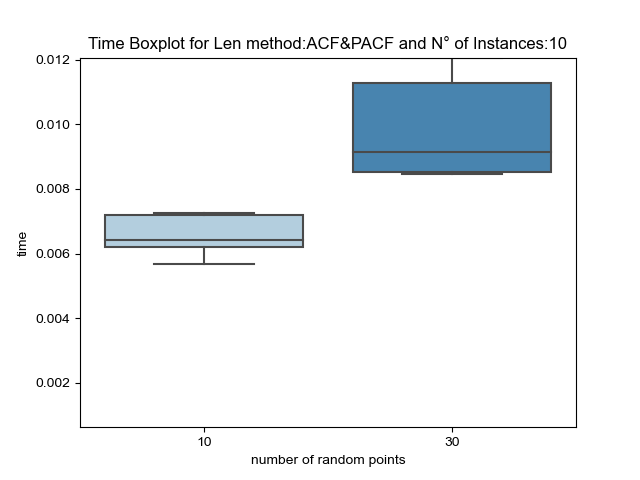 Time Boxplot for Len method:ACF&PACF and N° of Instances:10
0.012
0.010
0.008
0.006
0.004
0.002
time
10
30
number of random points